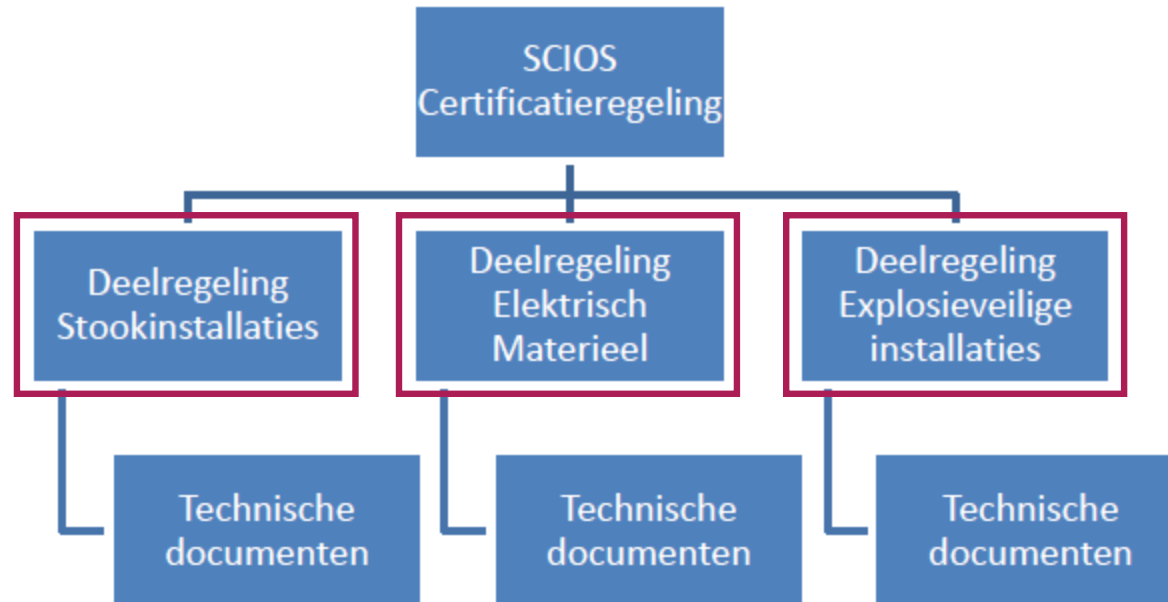 SCIOS
Certificatieregeling
Deelregeling
Stookinstallaties
Deelregeling
Elektrisch
Materieel
Deelregeling
Explosieveilige
installaties
Technische
documenten
Technische
documenten
Technische
documenten